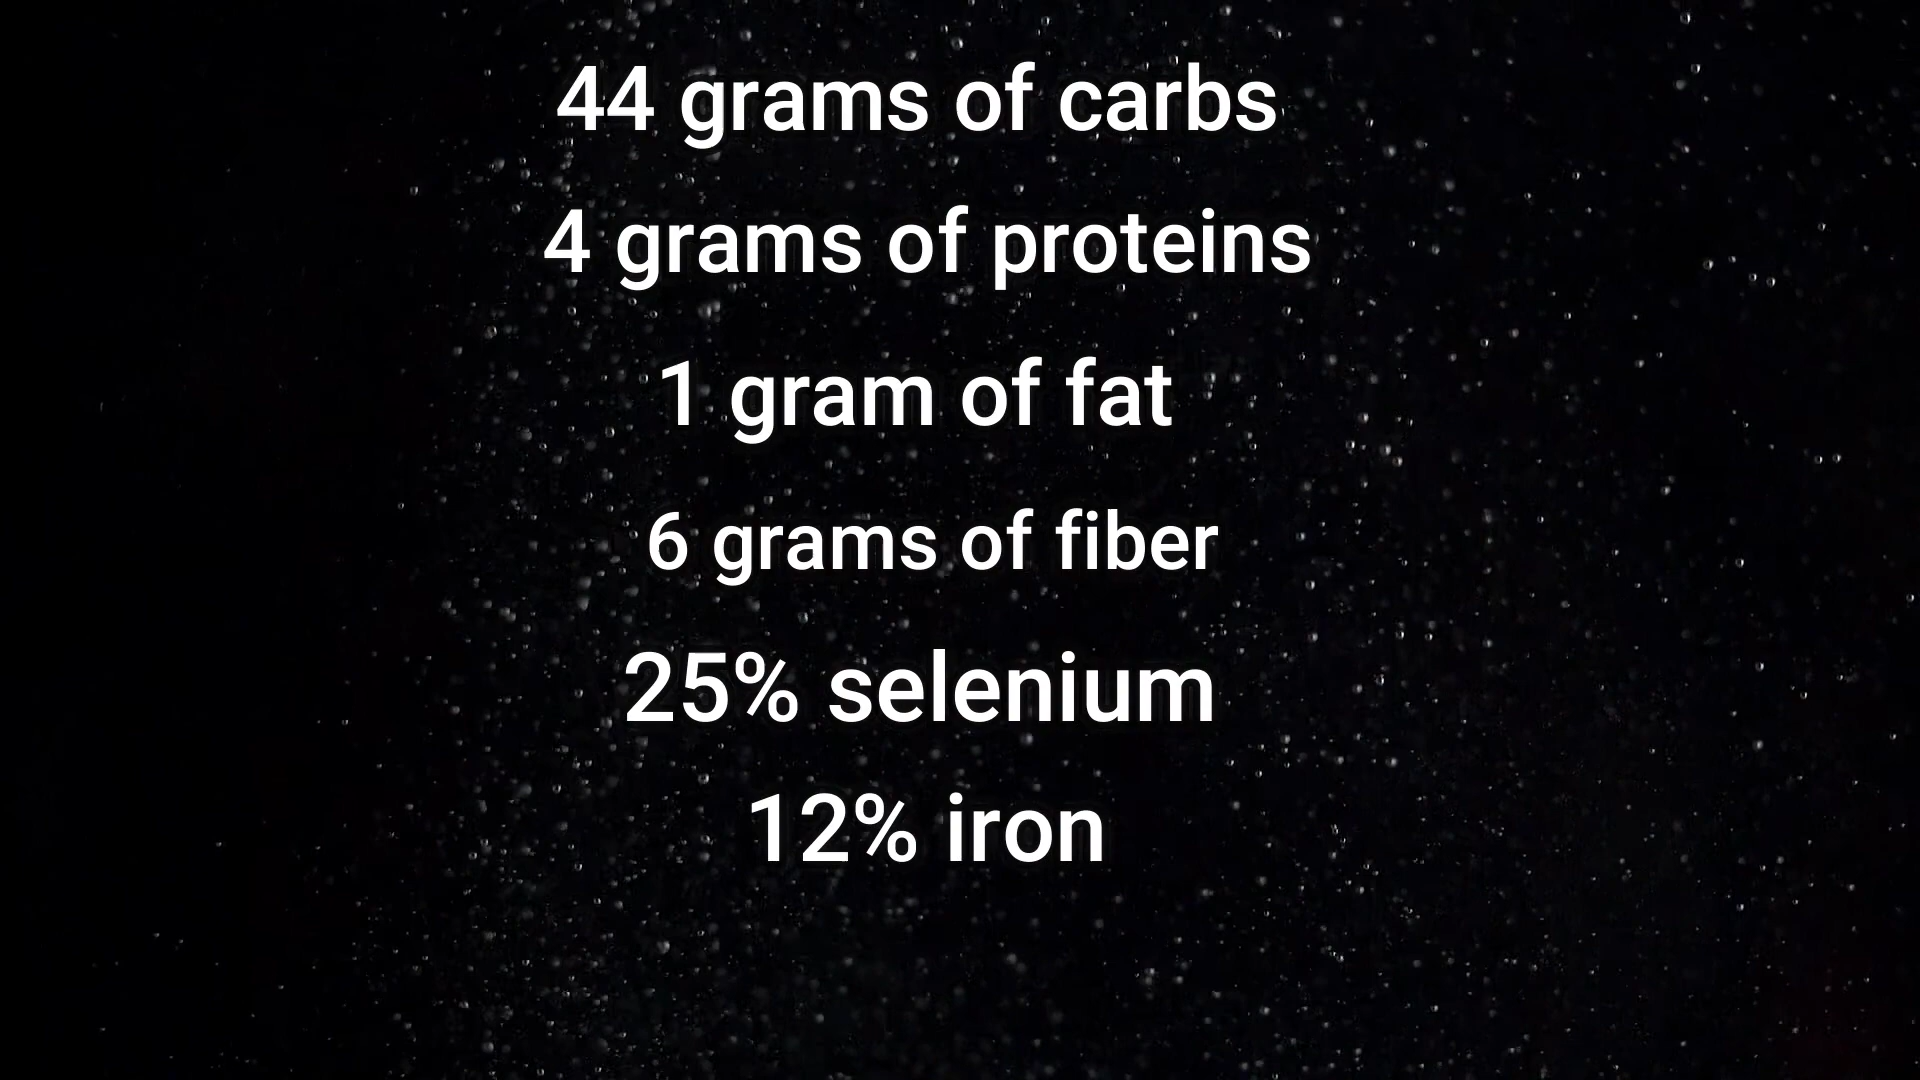 44 grams of carbs
4 grams of proteins
1 gram of fat
6 grams of fiber
25% selenium
12% iron